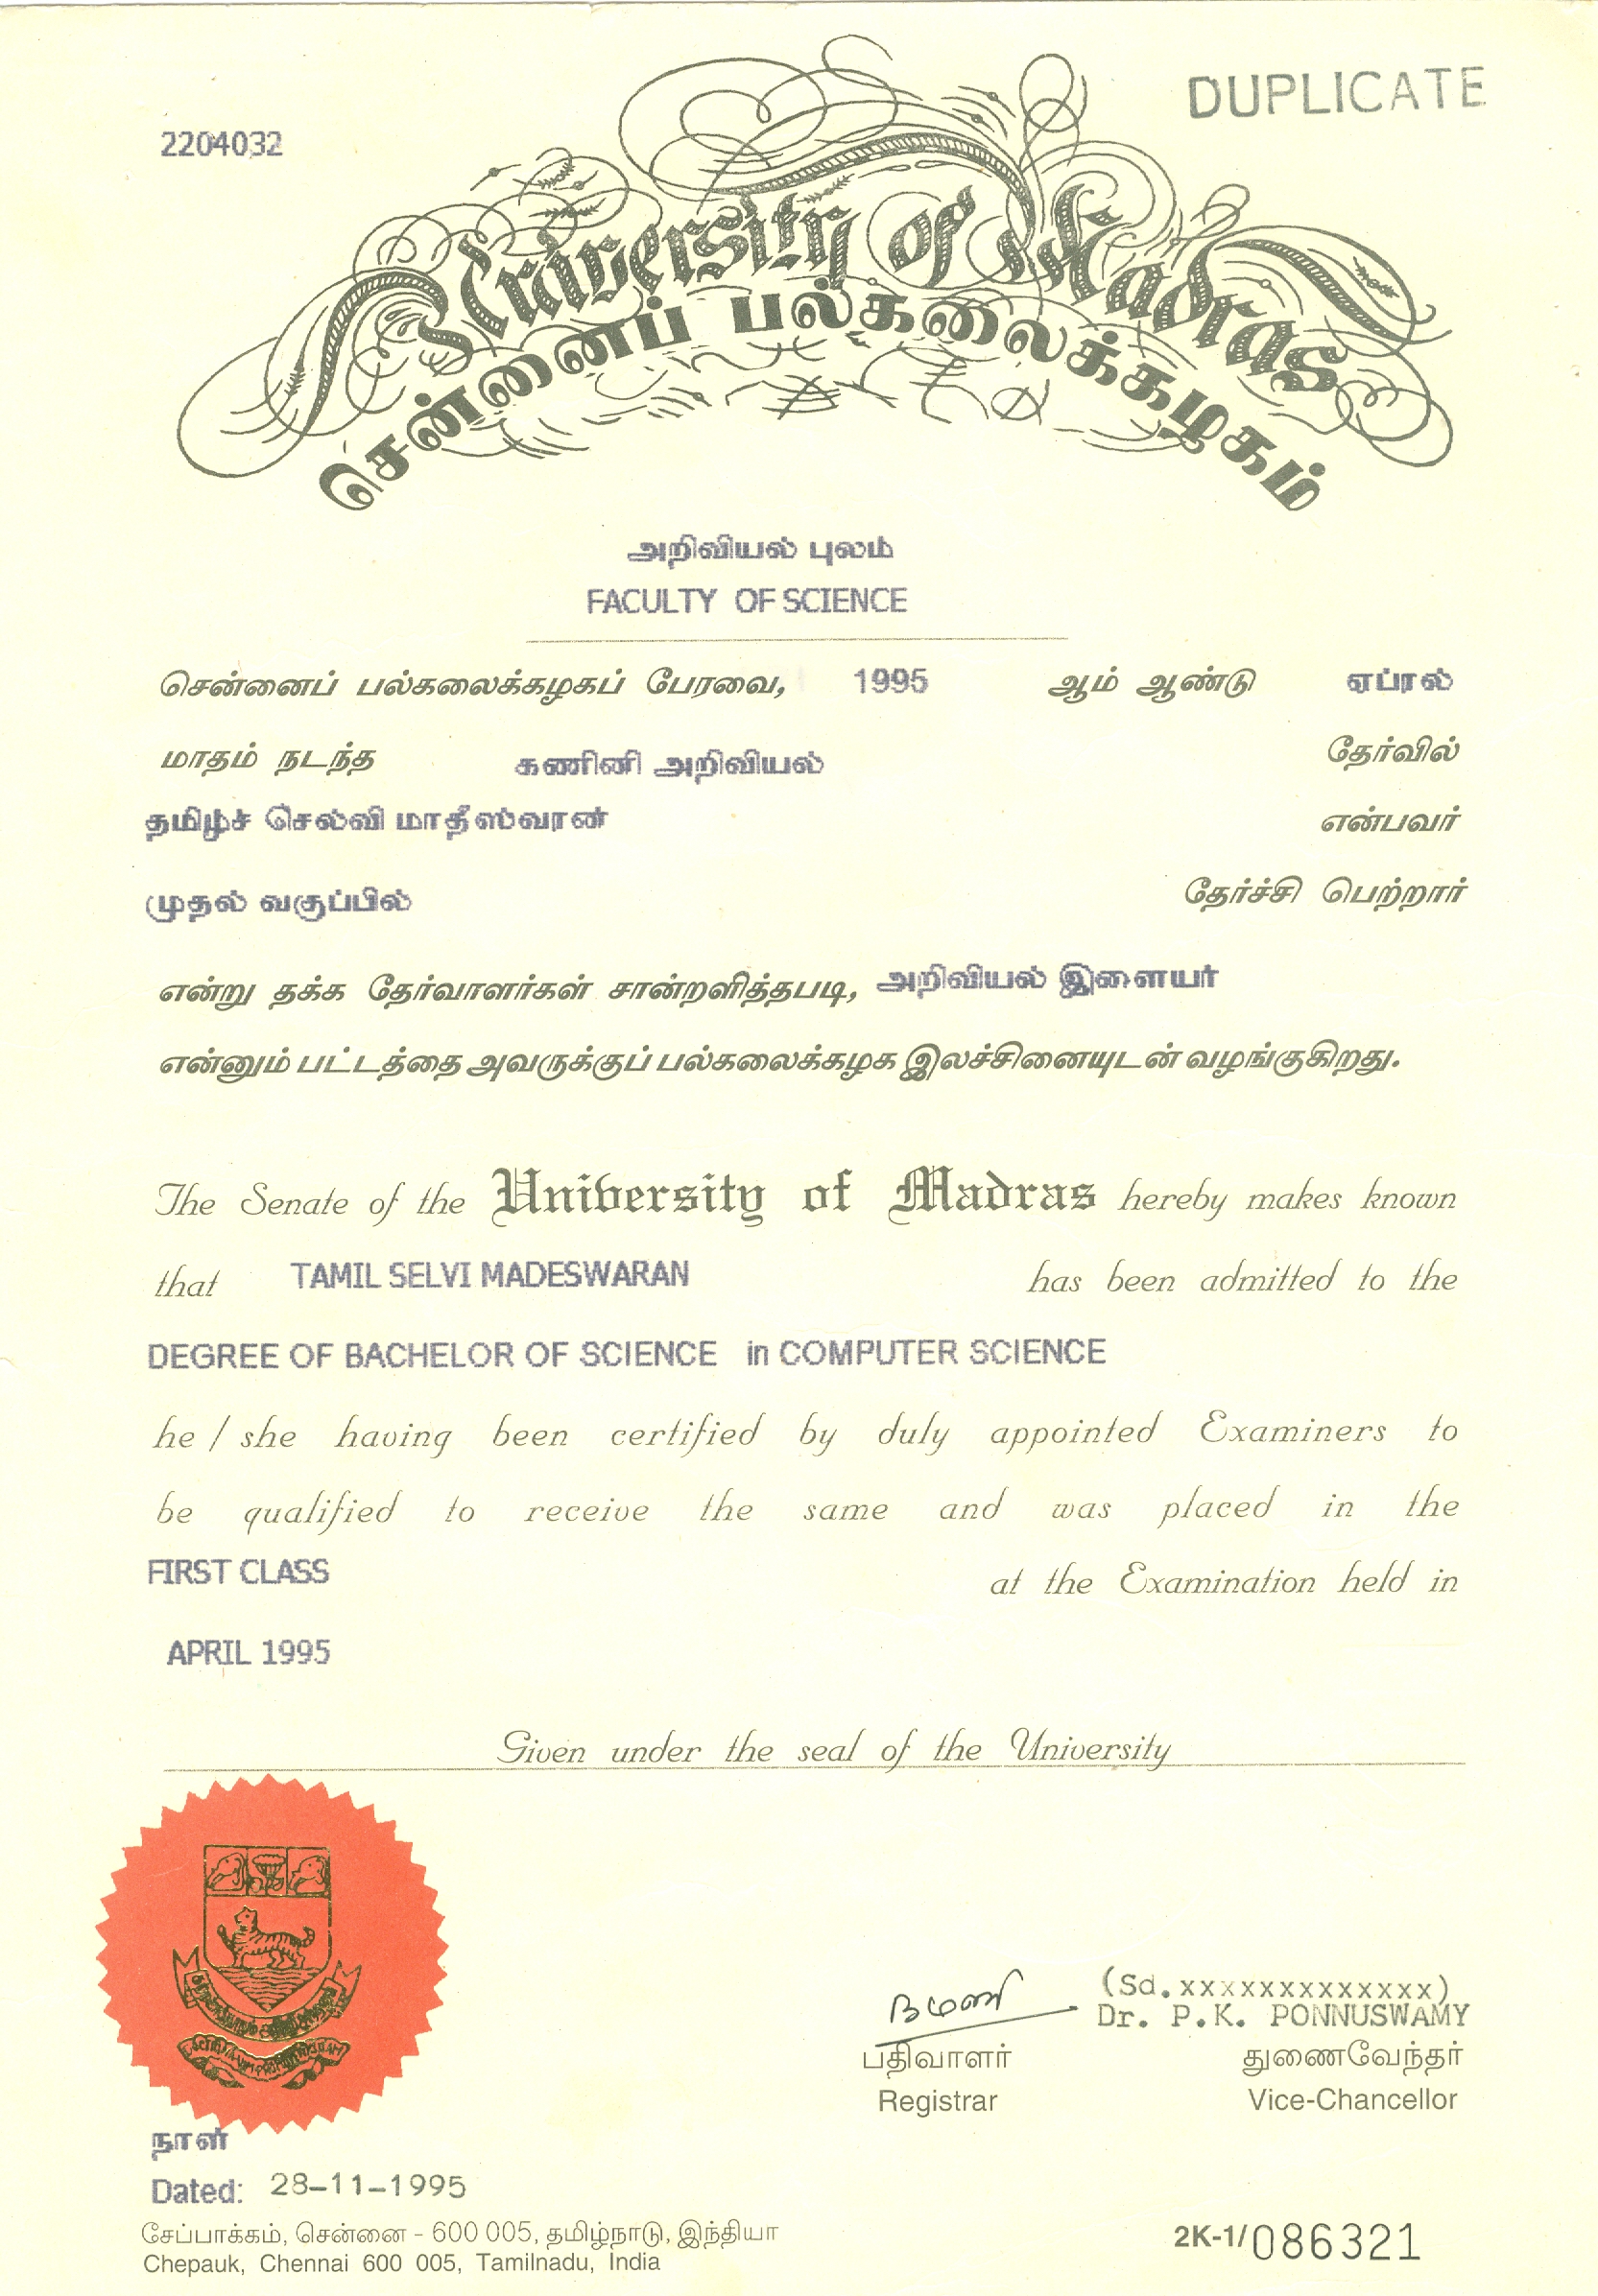 DUPLICATE
2204032
University of Madras
சென்னைப் பல்கலைக்கழகம்
அறிவியல் புலம்
FACULTY OF SCIENCE
சென்னைப் பல்கலைக்கழகப் பேரவை, 1995 ஆம் ஆண்டு ஏப்ரல்
மாதம் நடந்த கணினி அறிவியல் தேர்வில்
தமிழ்ச் செல்வி மாதீஸ்வரன் என்பவர்
முதல் வகுப்பில் தேர்ச்சி பெற்றார்
என்று தக்க தேர்வாளர்கள் சான்றளித்தபடி, அறிவியல் இளையர்
என்னும் பட்டத்தை அவருக்குப் பல்கலைக்கழக இலச்சினையுடன் வழங்குகிறது.
The Senate of the University of Madras hereby makes known
that TAMIL SELVI MADESWARAN has been admitted to the
DEGREE OF BACHELOR OF SCIENCE in COMPUTER SCIENCE
he / she having been certified by duly appointed Examiners to
be qualified to receive the same and was placed in the
FIRST CLASS at the Examination held in
APRIL 1995
Given under the seal of the University
(Sd.xxxxxxxxxxxxx)
Dr. P.K. PONNUSWAMY
பதிவாளர் துணைவேந்தர்
Registrar Vice-Chancellor
நாள்
Dated: 28-11-1995
சேப்பாக்கம், சென்னை - 600 005, தமிழ்நாடு, இந்தியா
Chepauk, Chennai 600 005, Tamilnadu, India
2K-1/086321